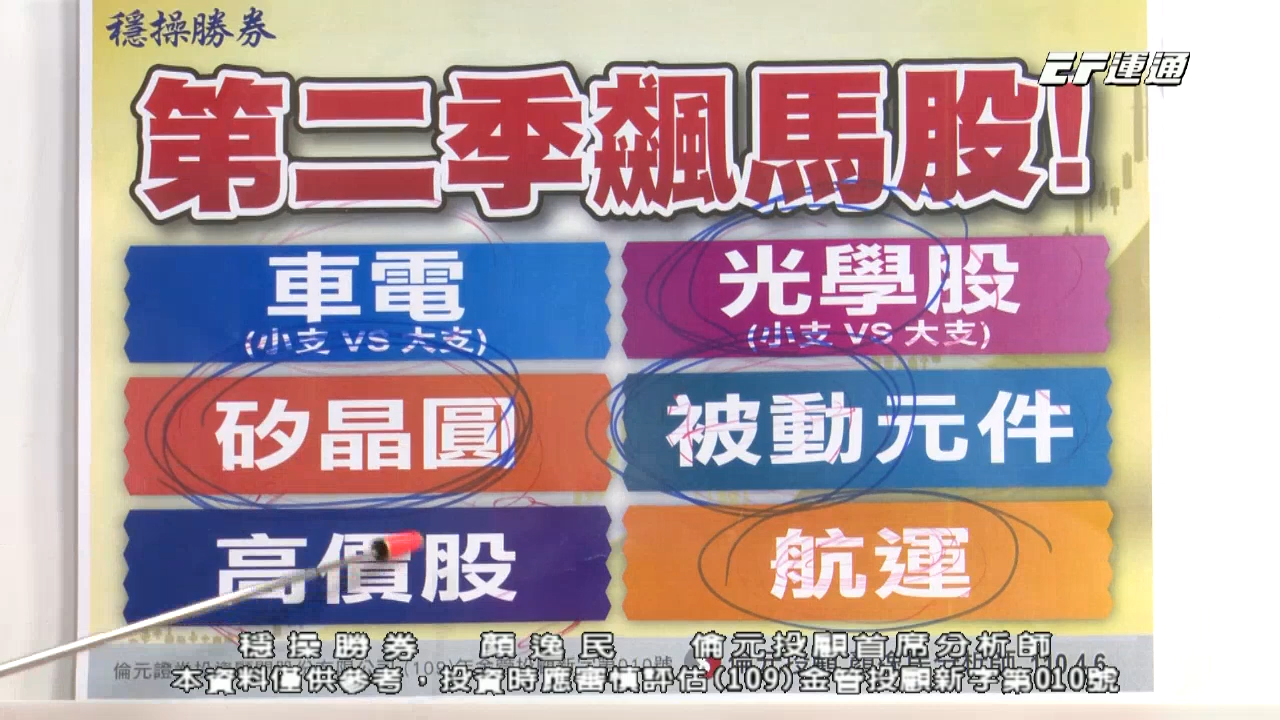 穩操勝券
EF運通
第二季飆馬股!
車電
(小支 VS 大支)
光學股
(小支 VS 大支)
矽晶圓
被動元件
高價股
航運
穩操勝券 顏逸民 倫元投顧首席分析師
110.4.6
本資料僅供參考,投資時應審慎評估(109)金管投顧新字第010號